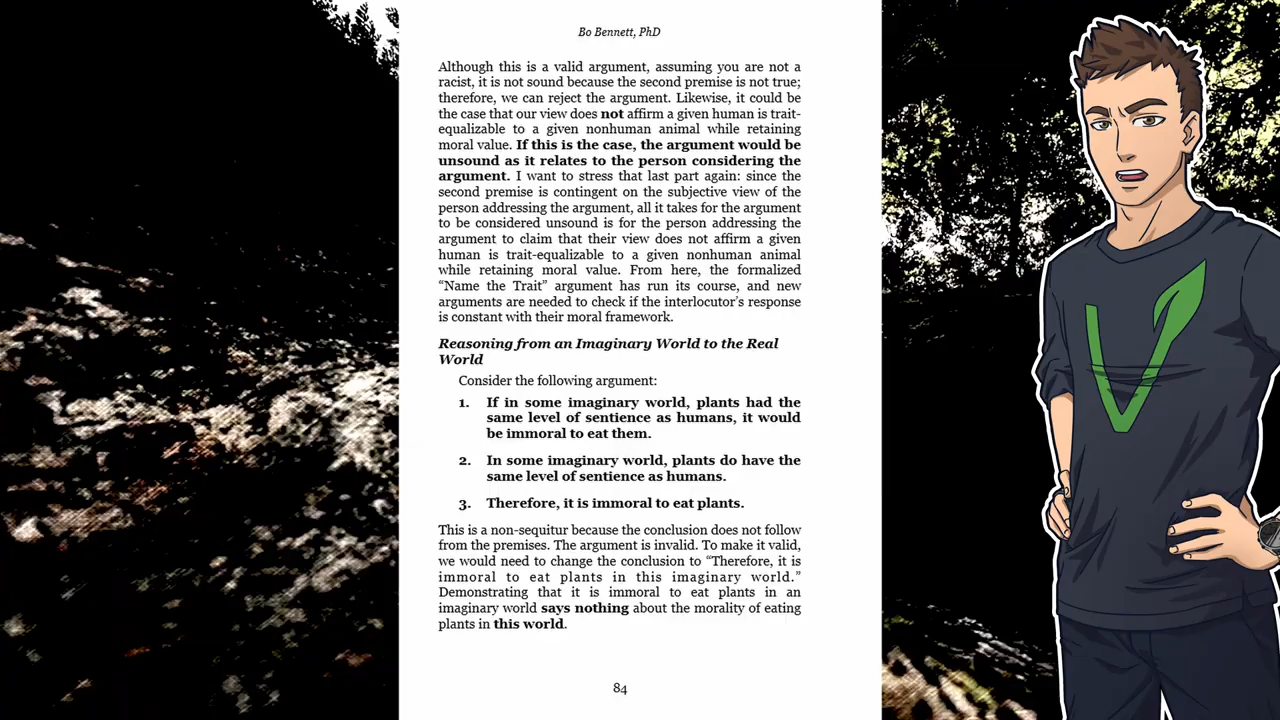 Bo Bennett, PhD
Although this is a valid argument, assuming you are not a
racist, it is not sound because the second premise is not true;
therefore, we can reject the argument. Likewise, it could be
the case that our view does not affirm a given human is trait-
equalizable to a given nonhuman animal while retaining
moral value. If this is the case, the argument would be
unsound as it relates to the person considering the
argument. I want to stress that last part again: since the
second premise is contingent on the subjective view of the
person addressing the argument, all it takes for the argument
to be considered unsound is for the person addressing the
argument to claim that their view does not affirm a given
human is trait-equalizable to a given nonhuman animal
while retaining moral value. From here, the formalized
“Name the Trait” argument has run its course, and new
arguments are needed to check if the interlocutor’s response
is constant with their moral framework.
Reasoning from an Imaginary World to the Real
World
Consider the following argument:
1. If in some imaginary world, plants had the
same level of sentience as humans, it would
be immoral to eat them.
2. In some imaginary world, plants do have the
same level of sentience as humans.
3. Therefore, it is immoral to eat plants.
This is a non-sequitur because the conclusion does not follow
from the premises. The argument is invalid. To make it valid,
we would need to change the conclusion to “Therefore, it is
immoral to eat plants in this imaginary world.”
Demonstrating that it is immoral to eat plants in an
imaginary world says nothing about the morality of eating
plants in this world.
84
V